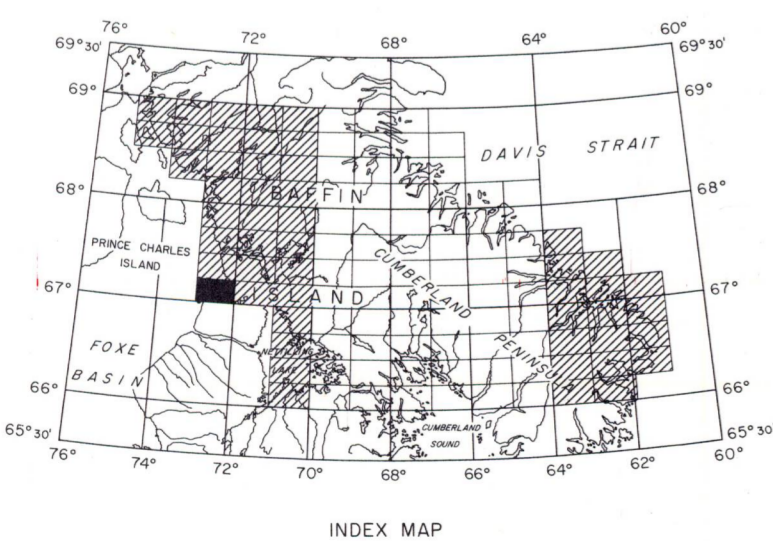 76° 72° 68° 64° 60°
69°30' 69°30'
69° 69°
DAVIS STRAIT
68° 68°
BAFFIN
PRINCE CHARLES
ISLAND
CUMBERLAND
67° 67°
ISLAND
PENINSULA
FOXE
BASIN
NETTILLING
LAKE
66° 66°
CUMBERLAND
SOUND
65°30' 65°30'
76° 74° 72° 70° 68° 66° 64° 62° 60°
INDEX MAP